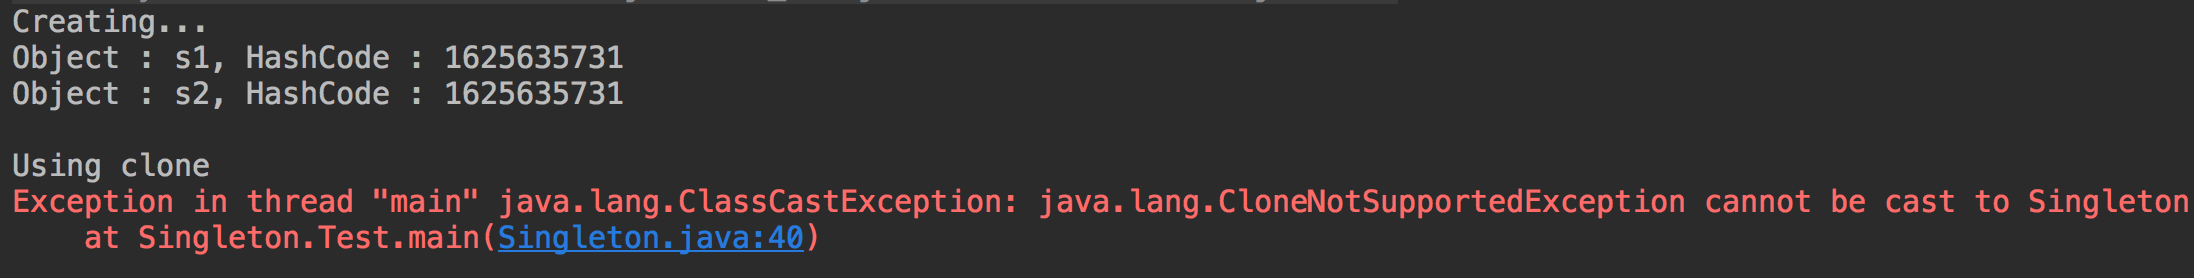 Creating...
Object : s1, HashCode : 1625635731
Object : s2, HashCode : 1625635731
Using clone
Exception in thread "main" java.lang.ClassCastException: java.lang.CloneNotSupportedException cannot be cast to Singleton
at Singleton.Test.main(Singleton.java:40)